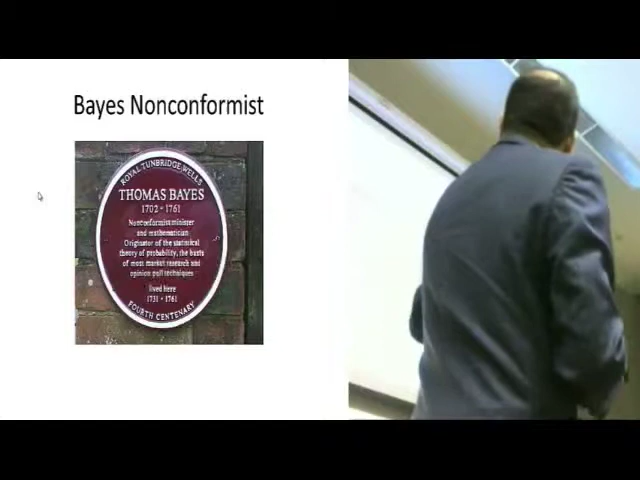 Bayes Nonconformist
ROYAL TUNBRIDGE WELLS
THOMAS BAYES
1702 - 1761
Nonconformist minister
and mathematician
Originator of the statistical
theory of probability, the basis
of most market research and
opinion poll techniques
lived here
1731 - 1761
FOURTH CENTENARY